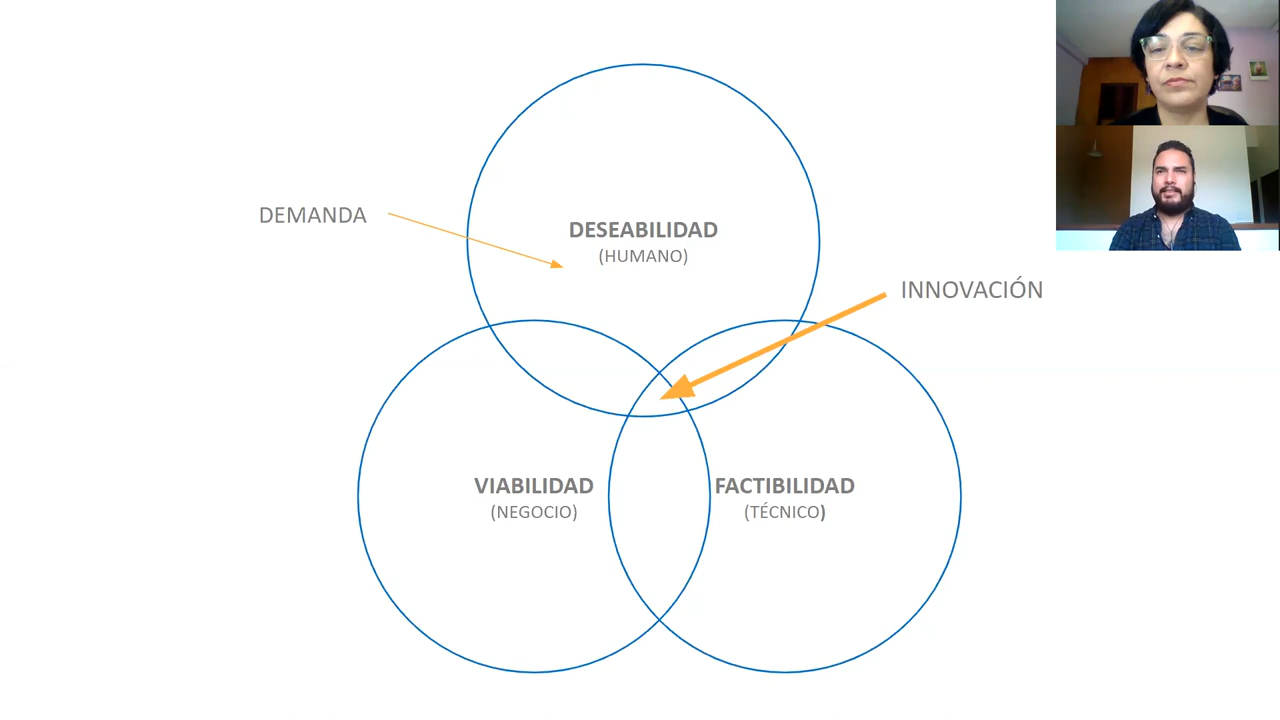 DEMANDA
DESEABILIDAD
(HUMANO)
INNOVACIÓN
VIABILIDAD
(NEGOCIO)
FACTIBILIDAD
(TÉCNICO)